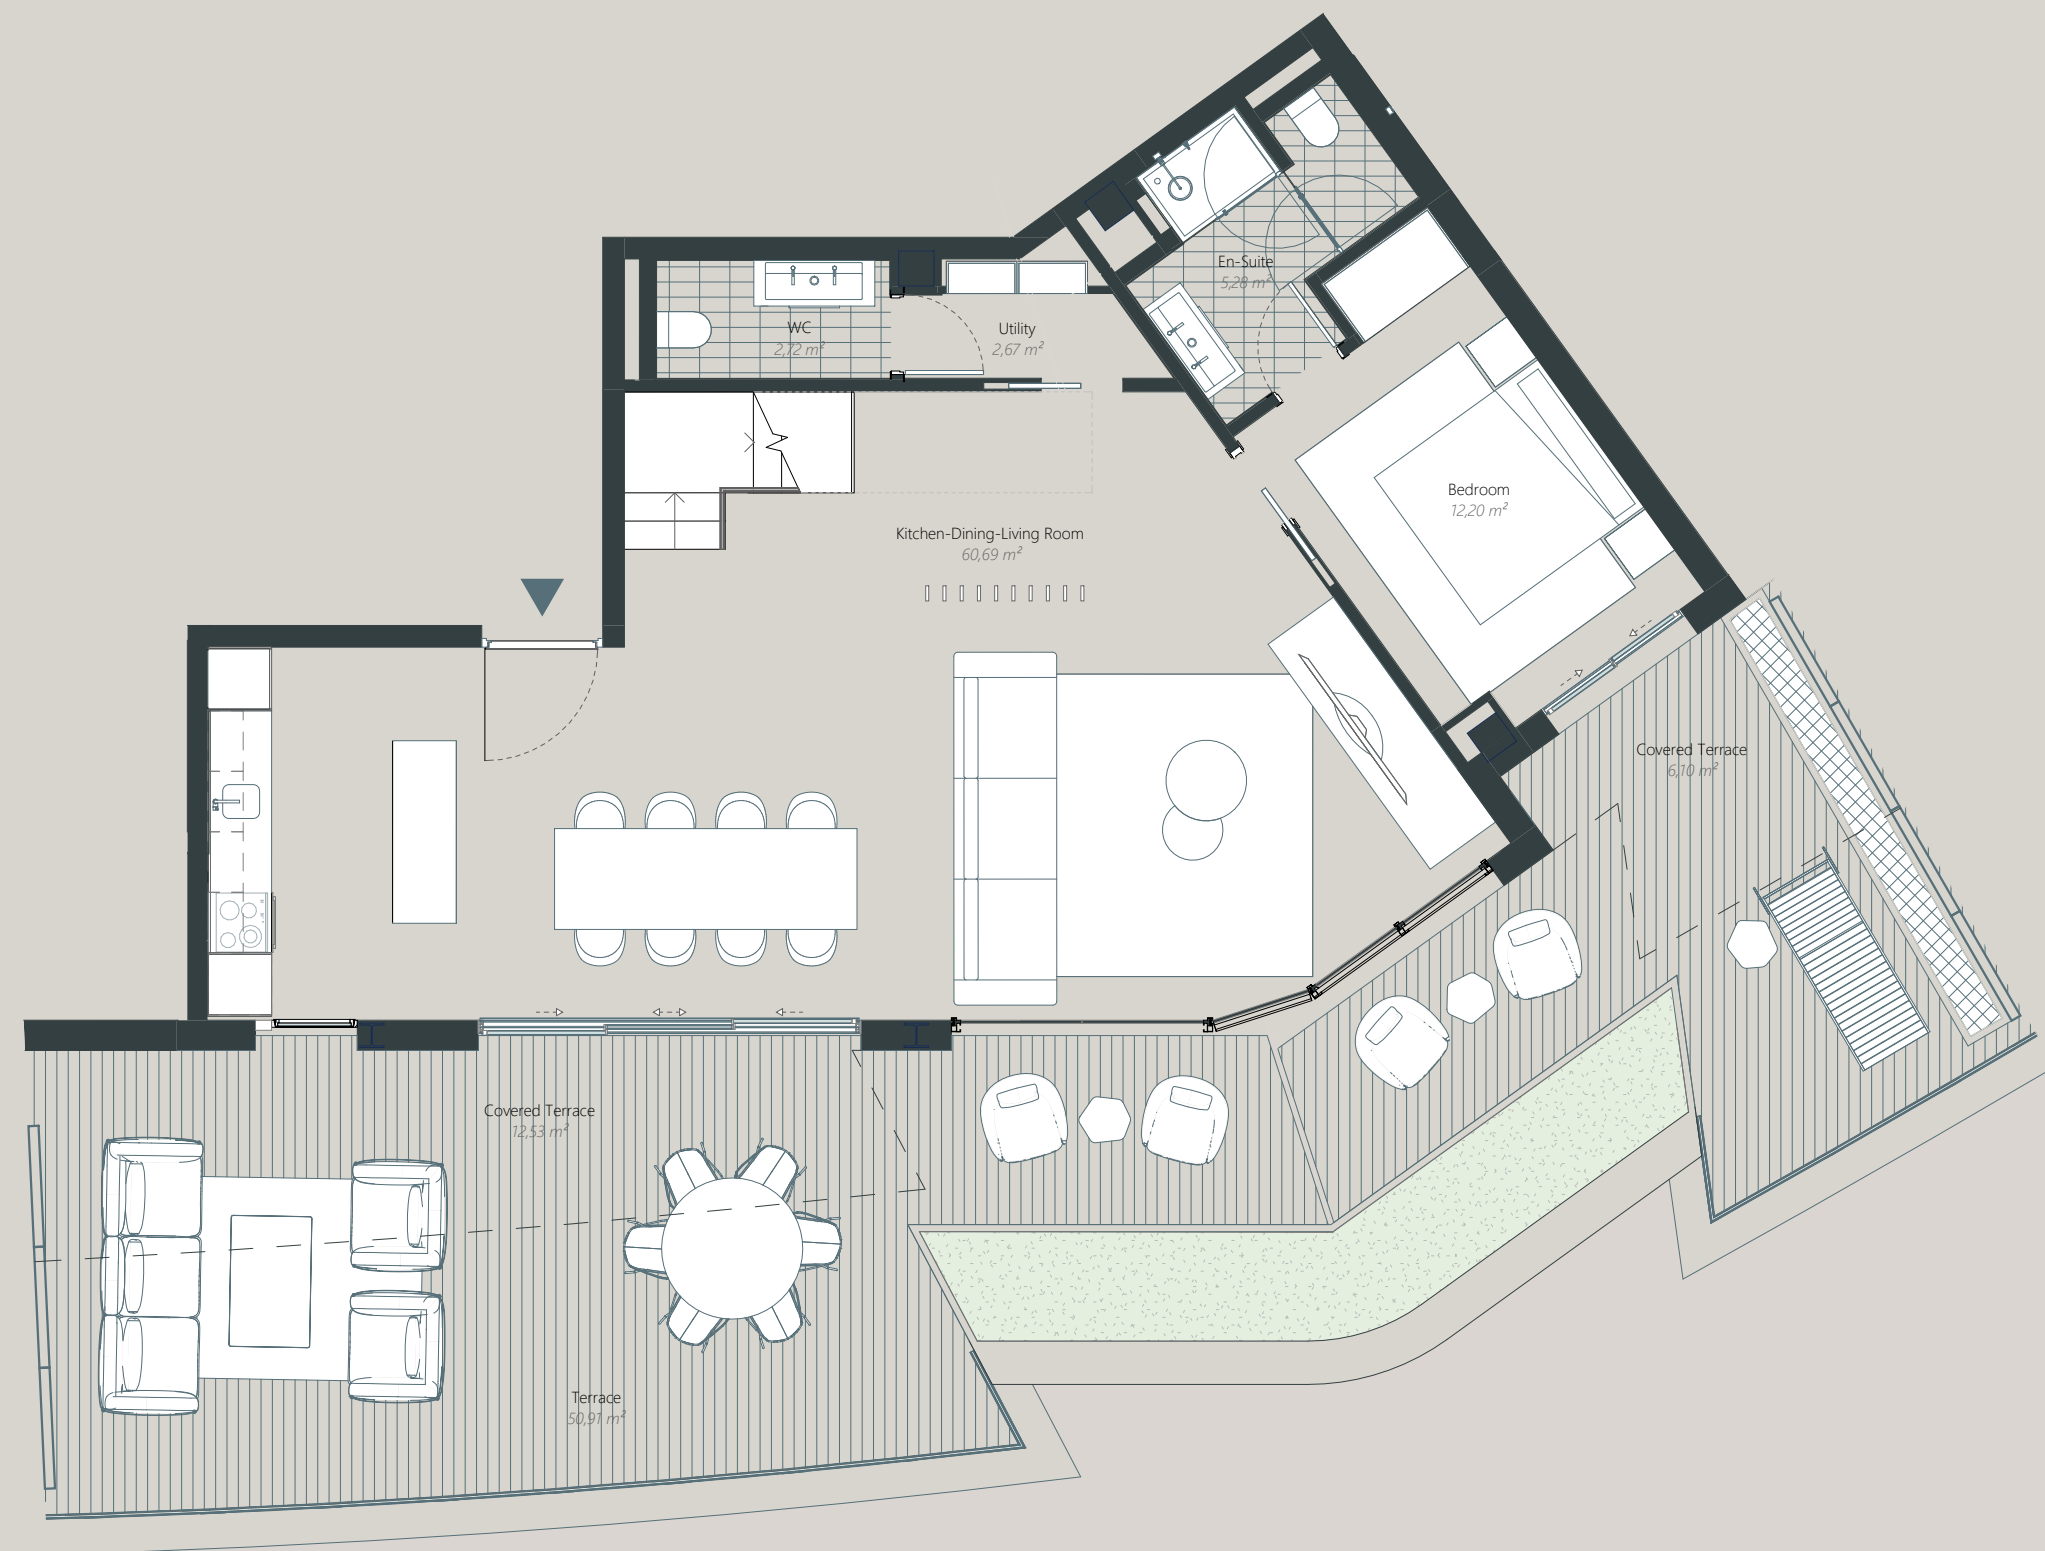 En-Suite
5,28 m²
WC
2,72 m²
Utility
2,67 m²
Bedroom
12,20 m²
Kitchen-Dining-Living Room
60,69 m²
Covered Terrace
6,10 m²
Covered Terrace
12,53 m²
Terrace
50,91 m²